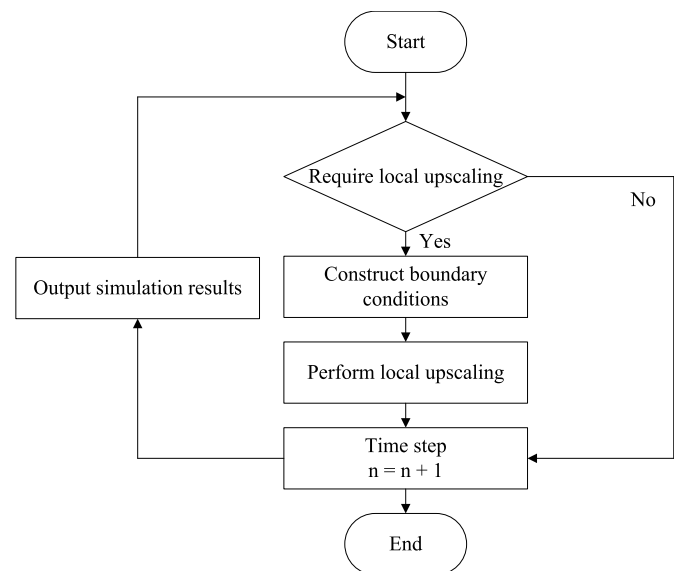 Start
Require local upscaling
No
Yes
Output simulation results
Construct boundary
conditions
Perform local upscaling
Time step
n = n + 1
End